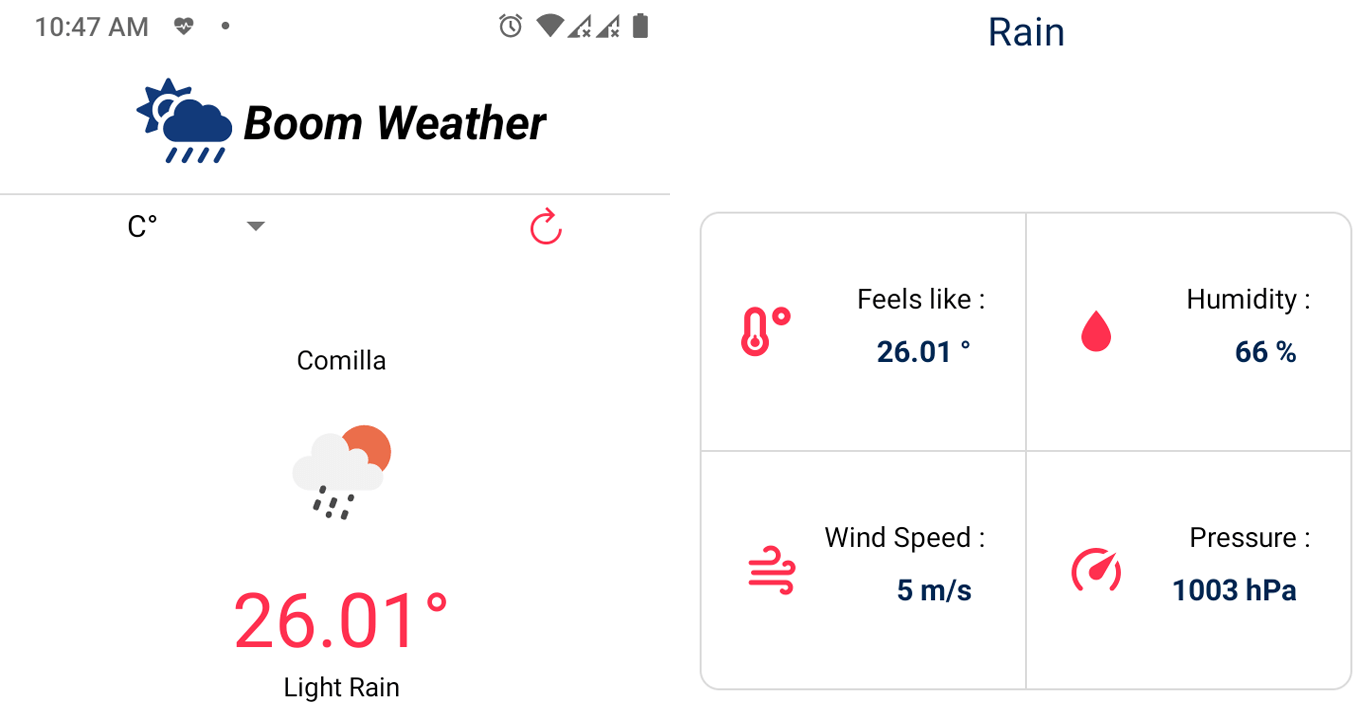 10:47 AM
Boom Weather
C°
Comilla
26.01°
Light Rain
Rain
Feels like :
26.01 °
Humidity :
66 %
Wind Speed :
5 m/s
Pressure :
1003 hPa